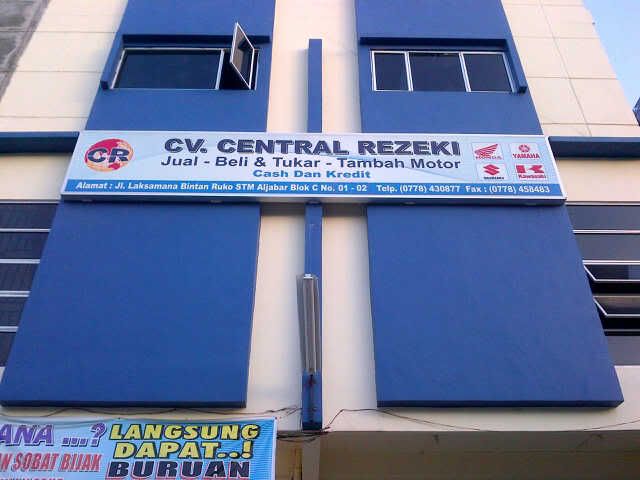 CR
CV. CENTRAL REZEKI
Jual - Beli & Tukar - Tambah Motor
Cash Dan Kredit
HONDA
YAMAHA
SUZUKI
Kawasaki
Alamat : Jl. Laksamana Bintan Ruko STM Aljabar Blok C No. 01 - 02 Telp. (0778) 430877 Fax : (0778) 458483
ANA ....?
AN SOBAT BIJAK
LANGSUNG
DAPAT..!
BURUAN